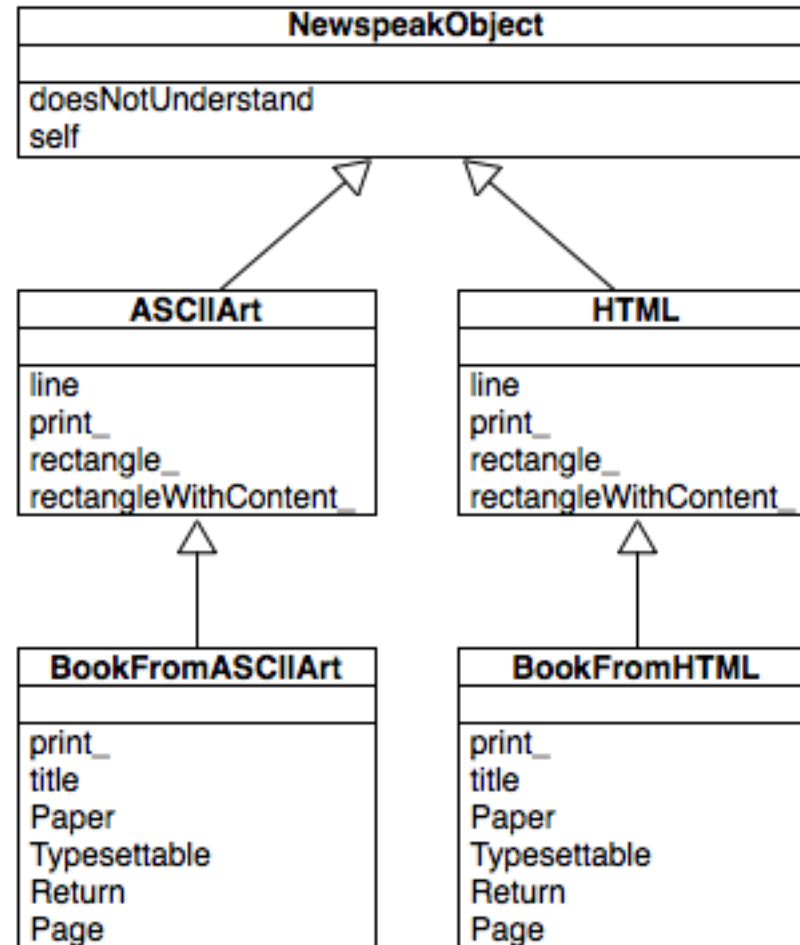 NewspeakObject
doesNotUnderstand
self
ASCIIArt
line
print_
rectangle_
rectangleWithContent_
HTML
line
print_
rectangle_
rectangleWithContent_
BookFromASCIIArt
print_
title
Paper
Typesettable
Return
Page
BookFromHTML
print_
title
Paper
Typesettable
Return
Page